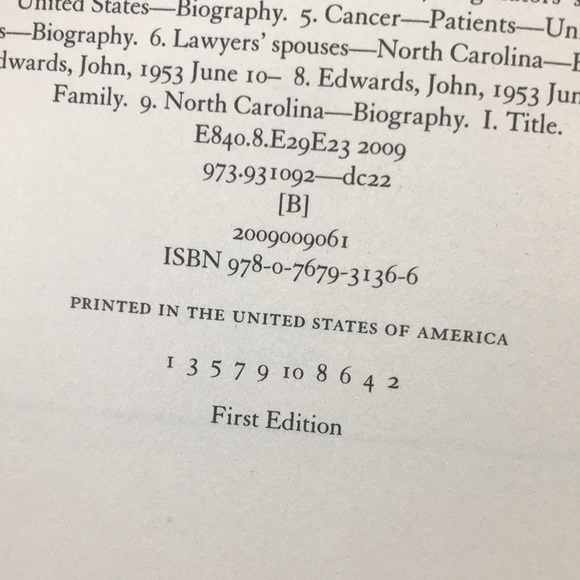 United States—Biography. 5. Cancer—Patients—Un
s—Biography. 6. Lawyers' spouses—North Carolina—
dwards, John, 1953 June 10– 8. Edwards, John, 1953 Jun
Family. 9. North Carolina—Biography. I. Title.
E840.8.E29E23 2009
973.931092—dc22
[B]
2009009061
ISBN 978-0-7679-3136-6
PRINTED IN THE UNITED STATES OF AMERICA
1 3 5 7 9 10 8 6 4 2
First Edition